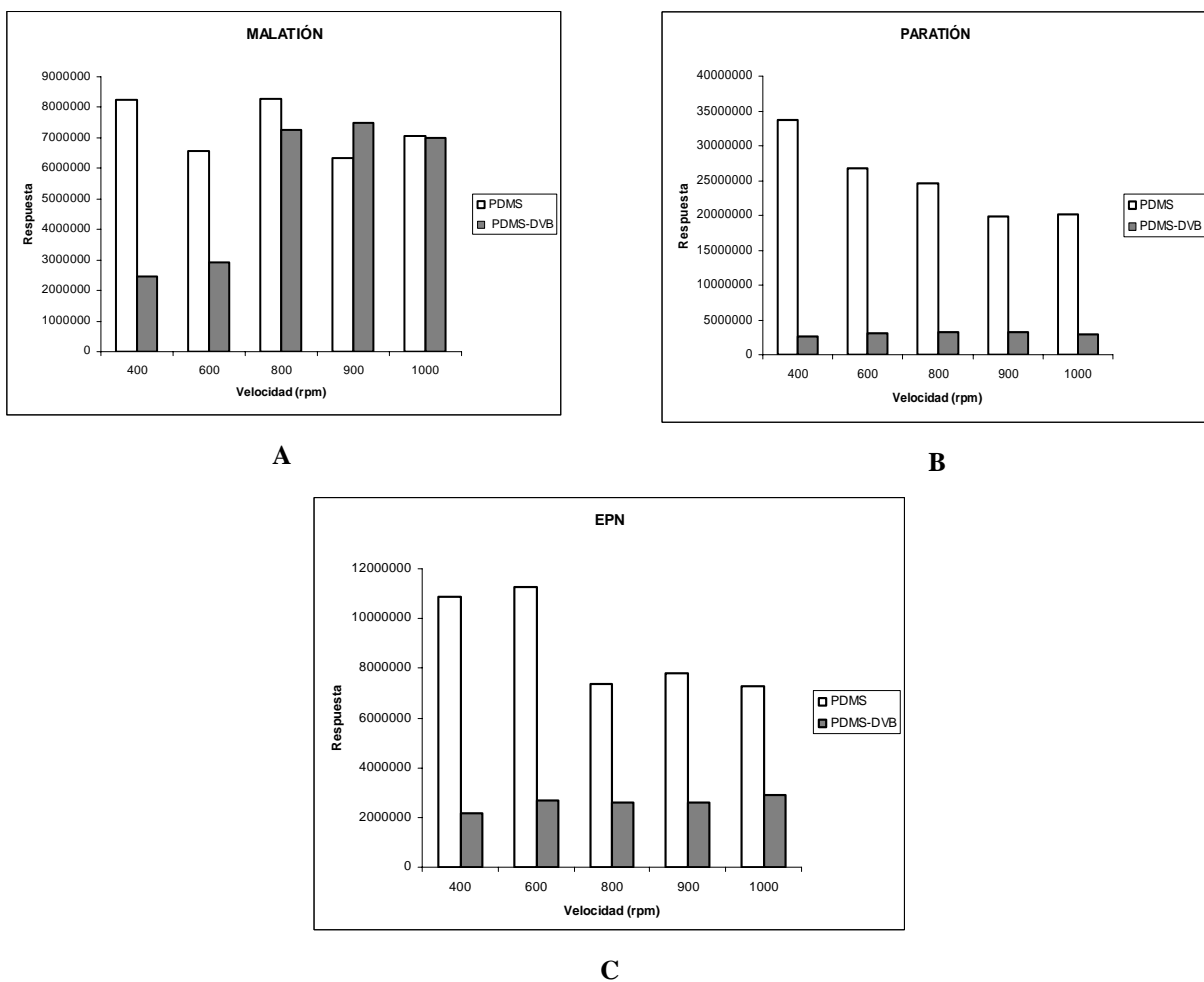 MALATIÓN
9000000
8000000
7000000
6000000
5000000
4000000
3000000
2000000
1000000
0
Respuesta
400 600 800 900 1000
Velocidad (rpm)
PDMS
PDMS-DVB
A
PARATIÓN
40000000
35000000
30000000
25000000
20000000
15000000
10000000
5000000
0
Respuesta
400 600 800 900 1000
Velocidad (rpm)
PDMS
PDMS-DVB
B
EPN
12000000
10000000
8000000
6000000
4000000
2000000
0
Respuesta
400 600 800 900 1000
Velocidad (rpm)
PDMS
PDMS-DVB
C